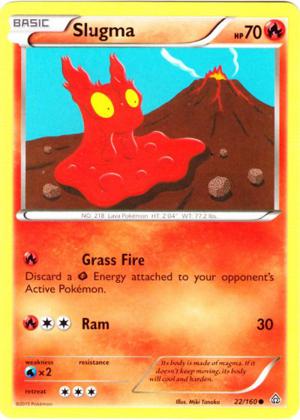 BASIC
Slugma HP70
NO. 218 Lava Pokémon HT: 2'04" WT: 77.2 lbs.
Grass Fire
Discard a Energy attached to your opponent's
Active Pokémon.
Ram 30
weakness resistance
×2
retreat
Its body is made of magma. If it
doesn't keep moving, its body will
cool and harden.
©2015 Pokémon
Illus. Miki Tanaka
22/160